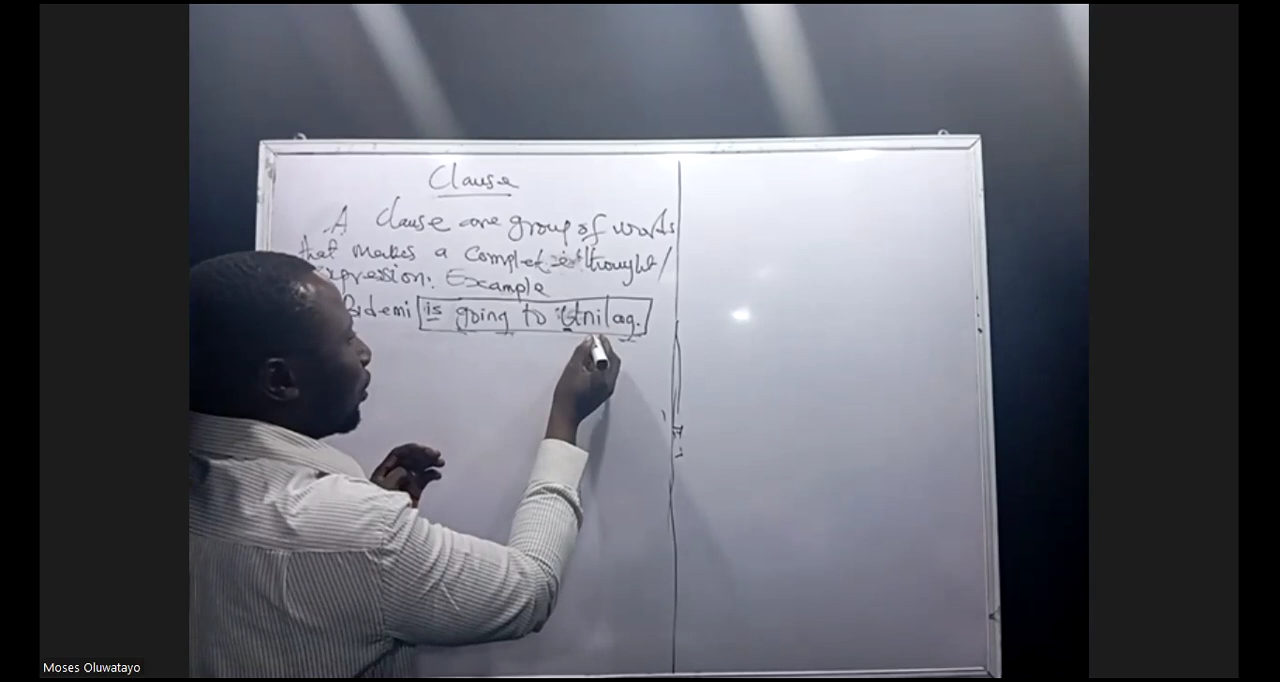 Clause
A clause are group of words
that makes a complete thought/
expression. Example
Bidemi is going to Unilag.
Moses Oluwatayo